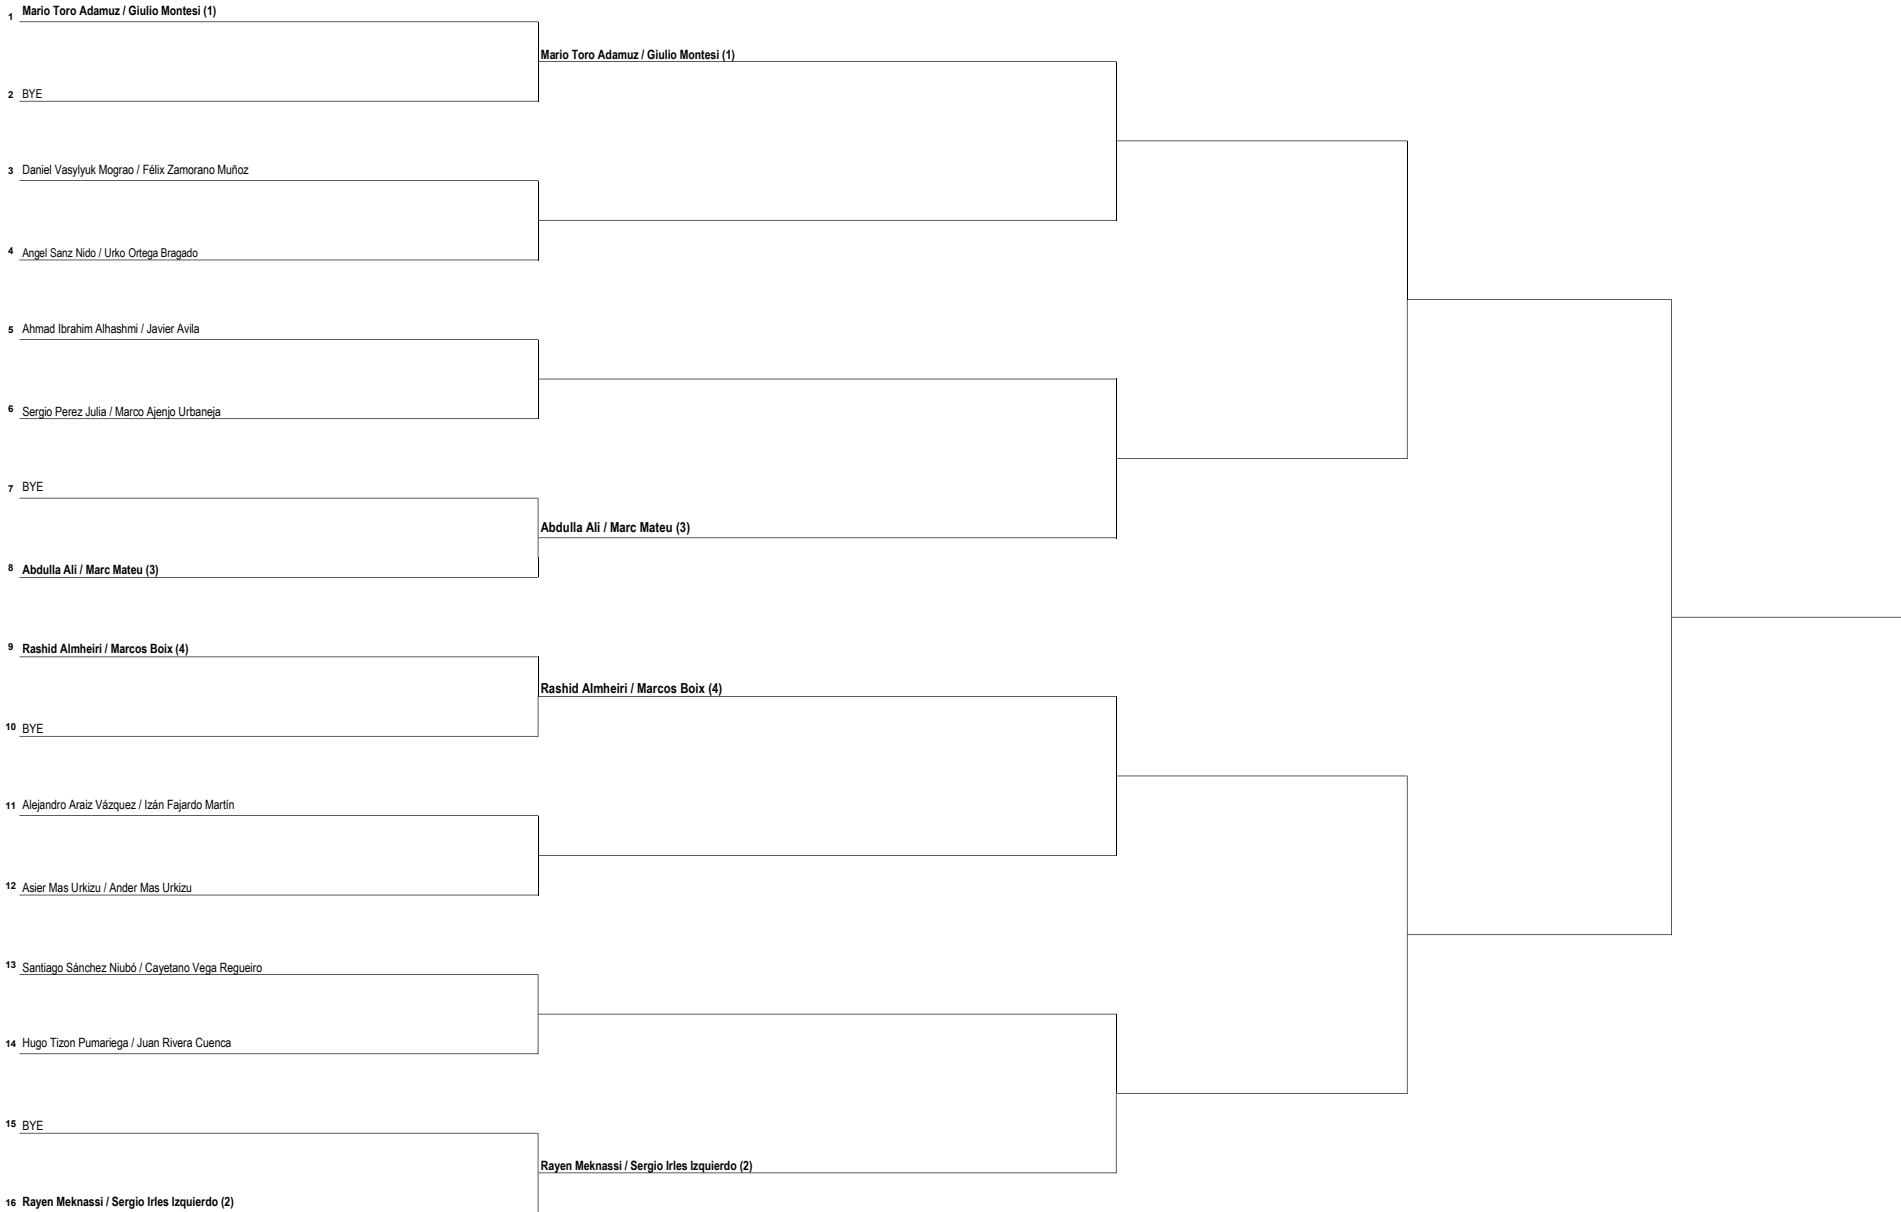 1 Mario Toro Adamuz / Giulio Montesi (1)
Mario Toro Adamuz / Giulio Montesi (1)
2 BYE
3 Daniel Vasylyuk Mograo / Félix Zamorano Muñoz
4 Angel Sanz Nido / Urko Ortega Bragado
5 Ahmad Ibrahim Alhashmi / Javier Avila
6 Sergio Perez Julia / Marco Ajenjo Urbaneja
7 BYE
Abdulla Ali / Marc Mateu (3)
8 Abdulla Ali / Marc Mateu (3)
9 Rashid Almheiri / Marcos Boix (4)
Rashid Almheiri / Marcos Boix (4)
10 BYE
11 Alejandro Araiz Vázquez / Izán Fajardo Martín
12 Asier Mas Urkizu / Ander Mas Urkizu
13 Santiago Sánchez Niubó / Cayetano Vega Regueiro
14 Hugo Tizon Pumariega / Juan Rivera Cuenca
15 BYE
Rayen Meknassi / Sergio Irles Izquierdo (2)
16 Rayen Meknassi / Sergio Irles Izquierdo (2)